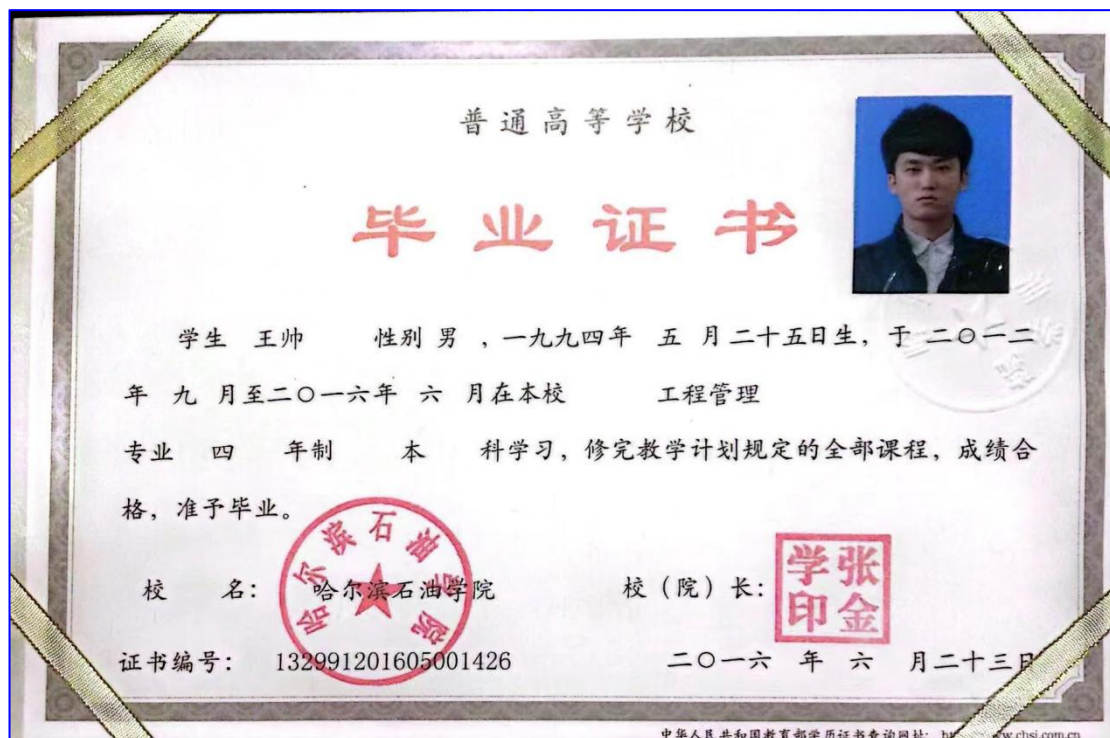 普通高等学校
毕业证书
学生 王帅 性别 男 ，一九九四年 五 月二十五日生，于 二〇一二
年 九 月至二〇一六年 六 月在本校 工程管理
专业 四 年制 本 科学习，修完教学计划规定的全部课程，成绩合
格，准予毕业。
哈尔滨石油学院
校 名： 哈尔滨石油学院 校（院）长：
张金学印
证书编号： 132991201605001426 二〇一六 年 六 月二十三日
中华人民共和国教育部学历证书查询网址： www.chsi.com.cn